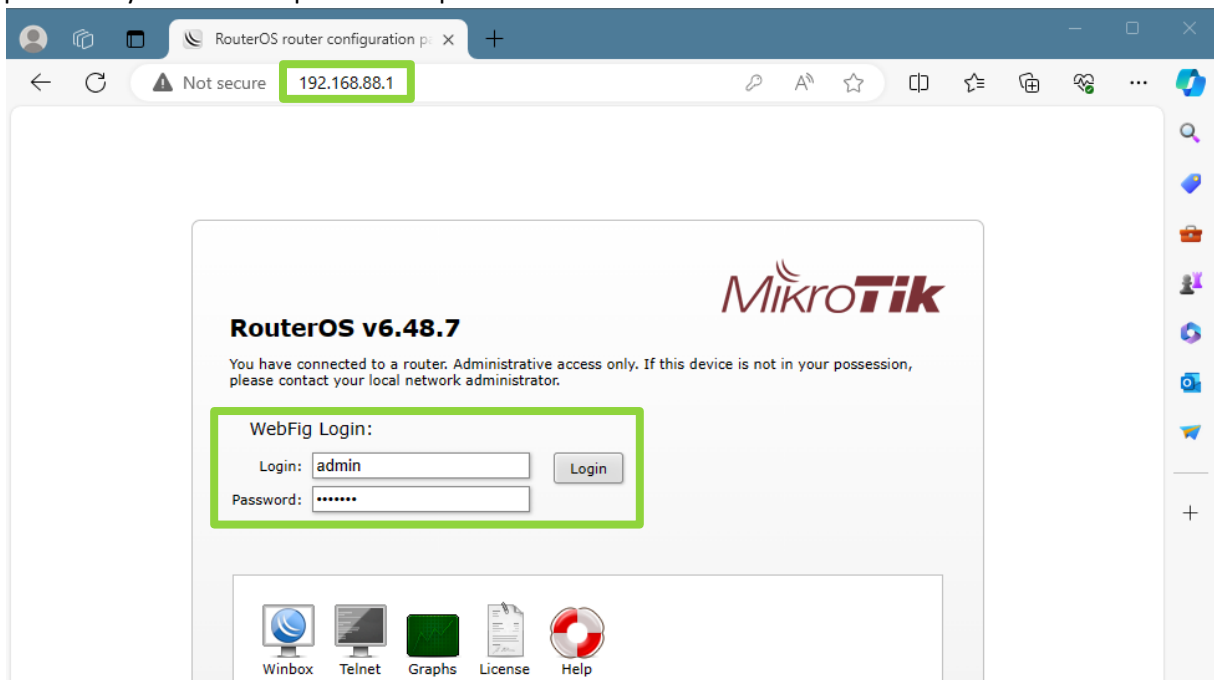 RouterOS router configuration pa
Not secure 192.168.88.1
MikroTik
RouterOS v6.48.7
You have connected to a router. Administrative access only. If this device is not in your possession,
please contact your local network administrator.
WebFig Login:
Login: admin
Login
Password: •••••••
Winbox Telnet Graphs License Help